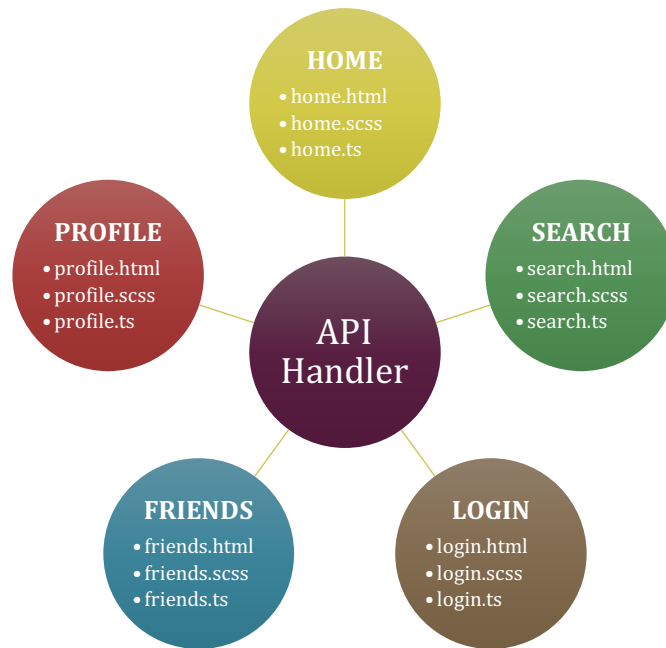 HOME
• home.html
• home.scss
• home.ts
PROFILE
• profile.html
• profile.scss
• profile.ts
SEARCH
• search.html
• search.scss
• search.ts
API
Handler
FRIENDS
• friends.html
• friends.scss
• friends.ts
LOGIN
• login.html
• login.scss
• login.ts